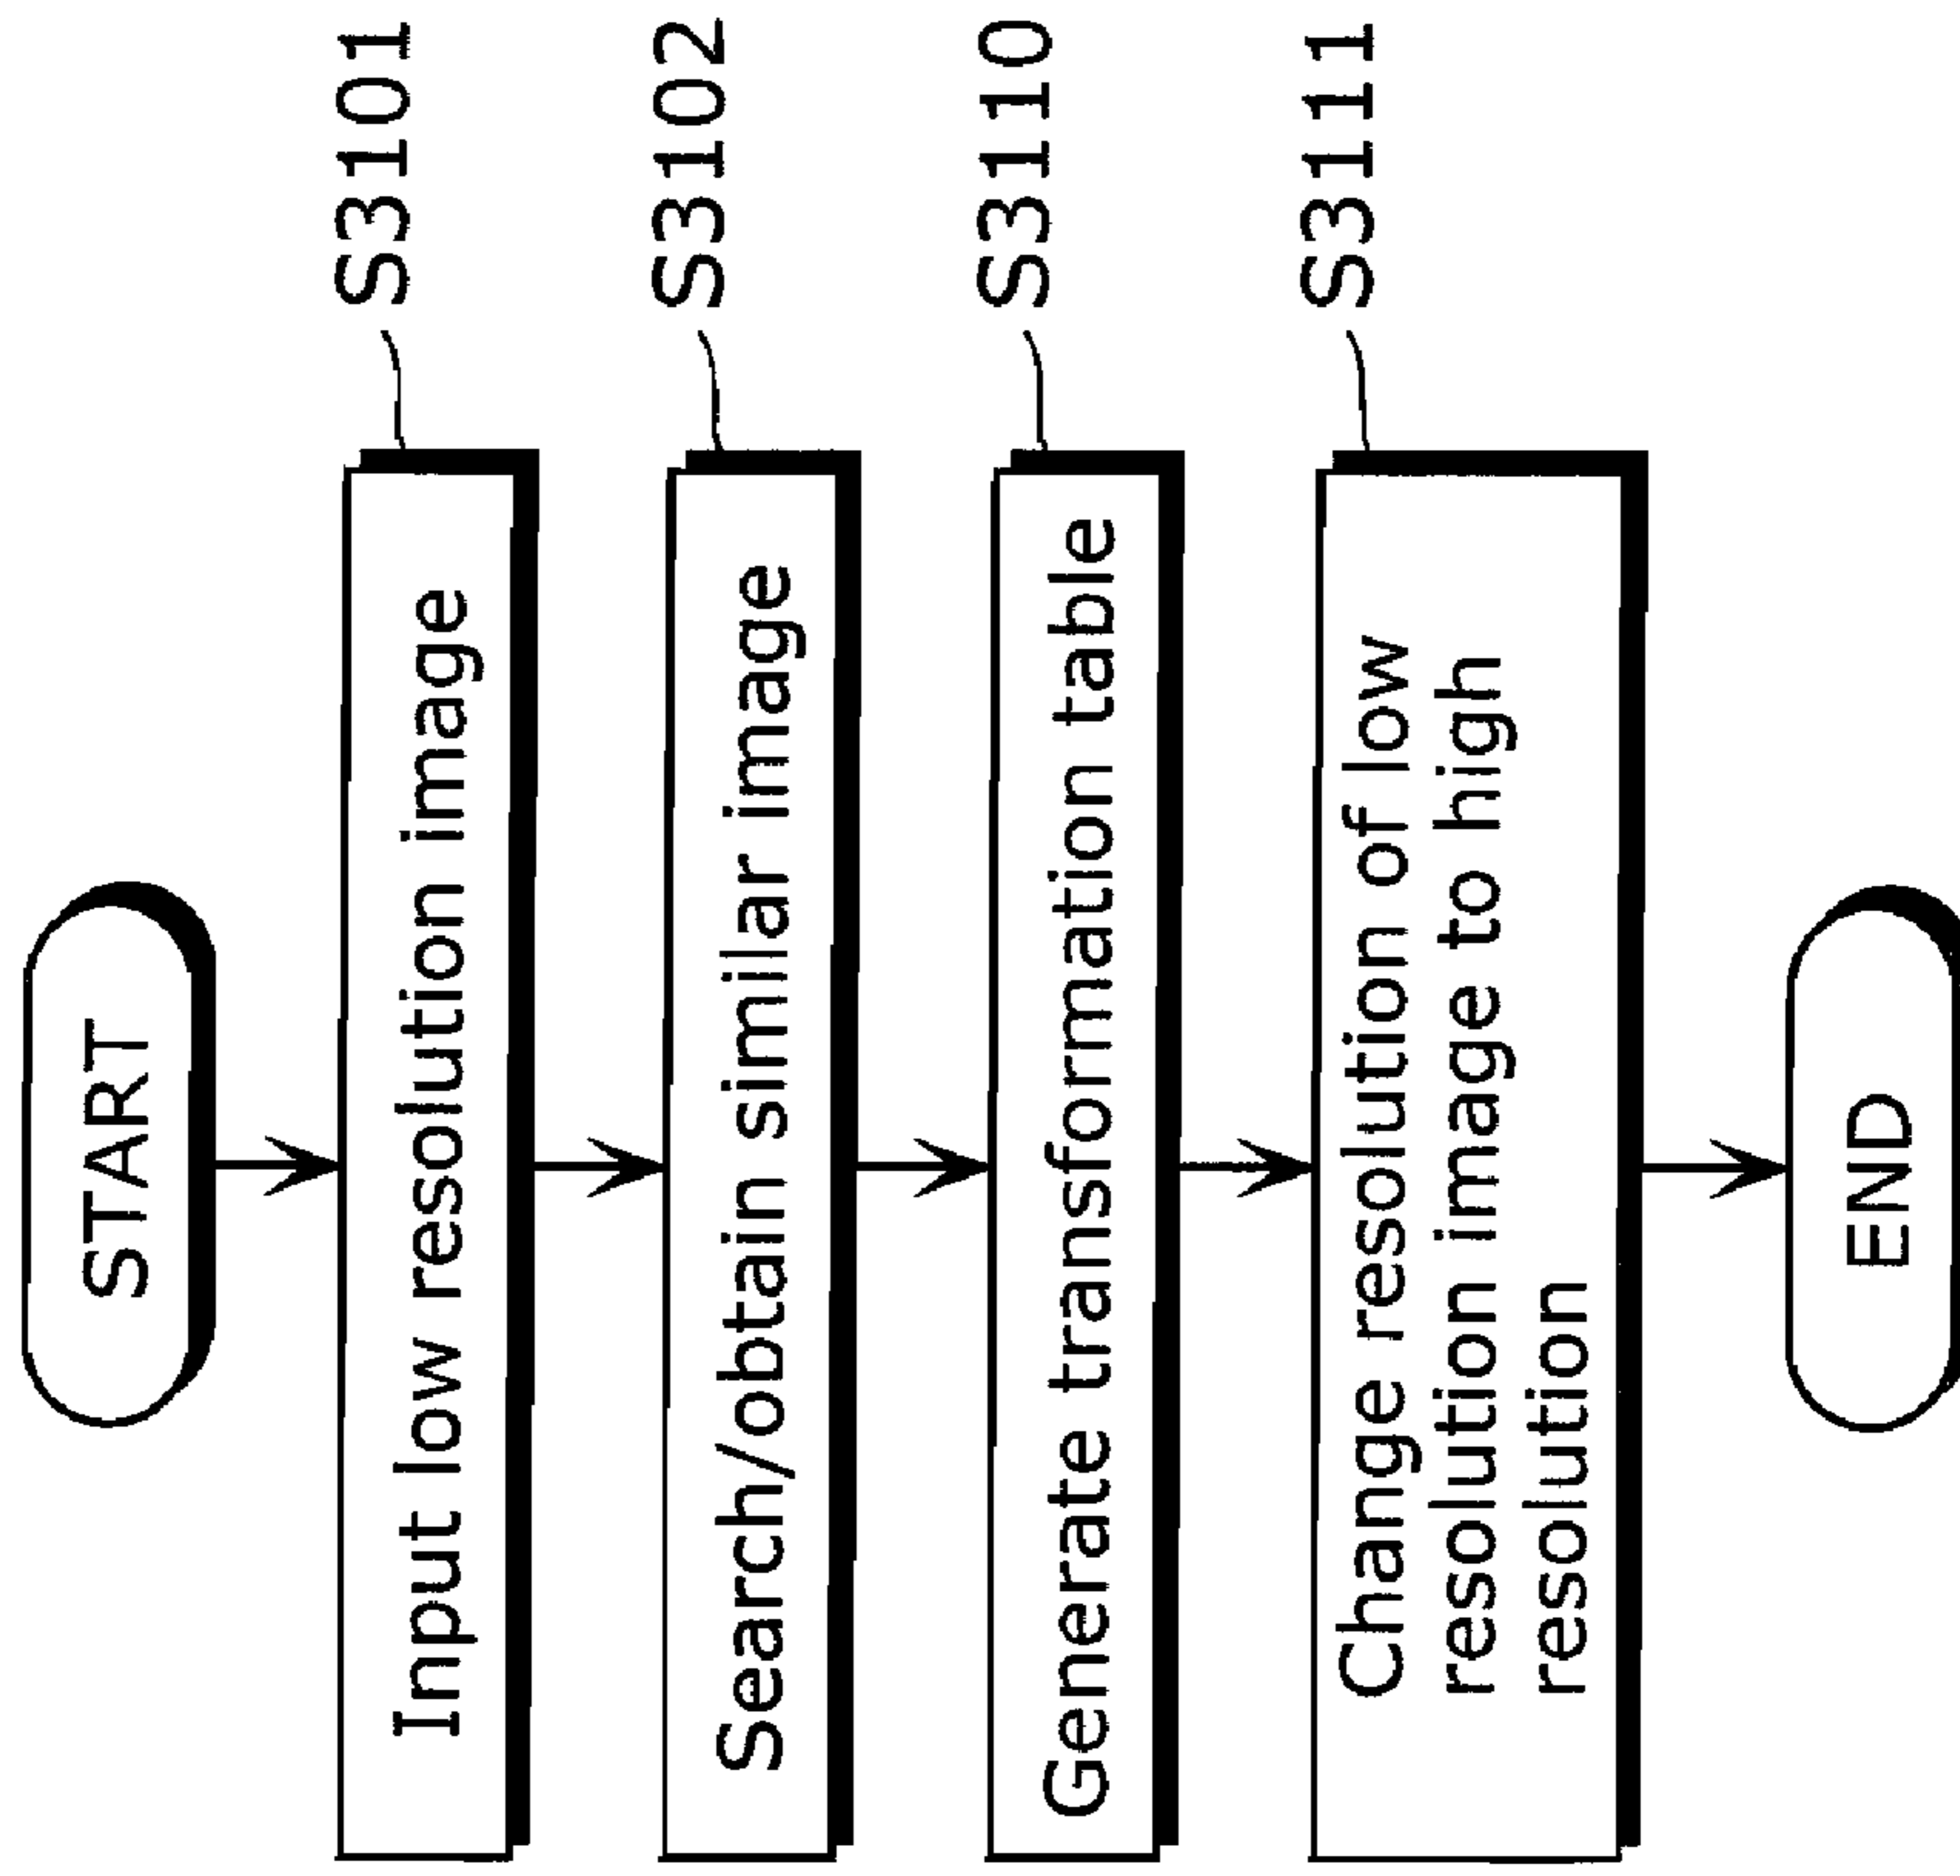 START
Input low resolution image
S3101
Search/obtain similar image
S3102
Generate transformation table
S3110
Change resolution of low
resolution image to high
resolution
S3111
END